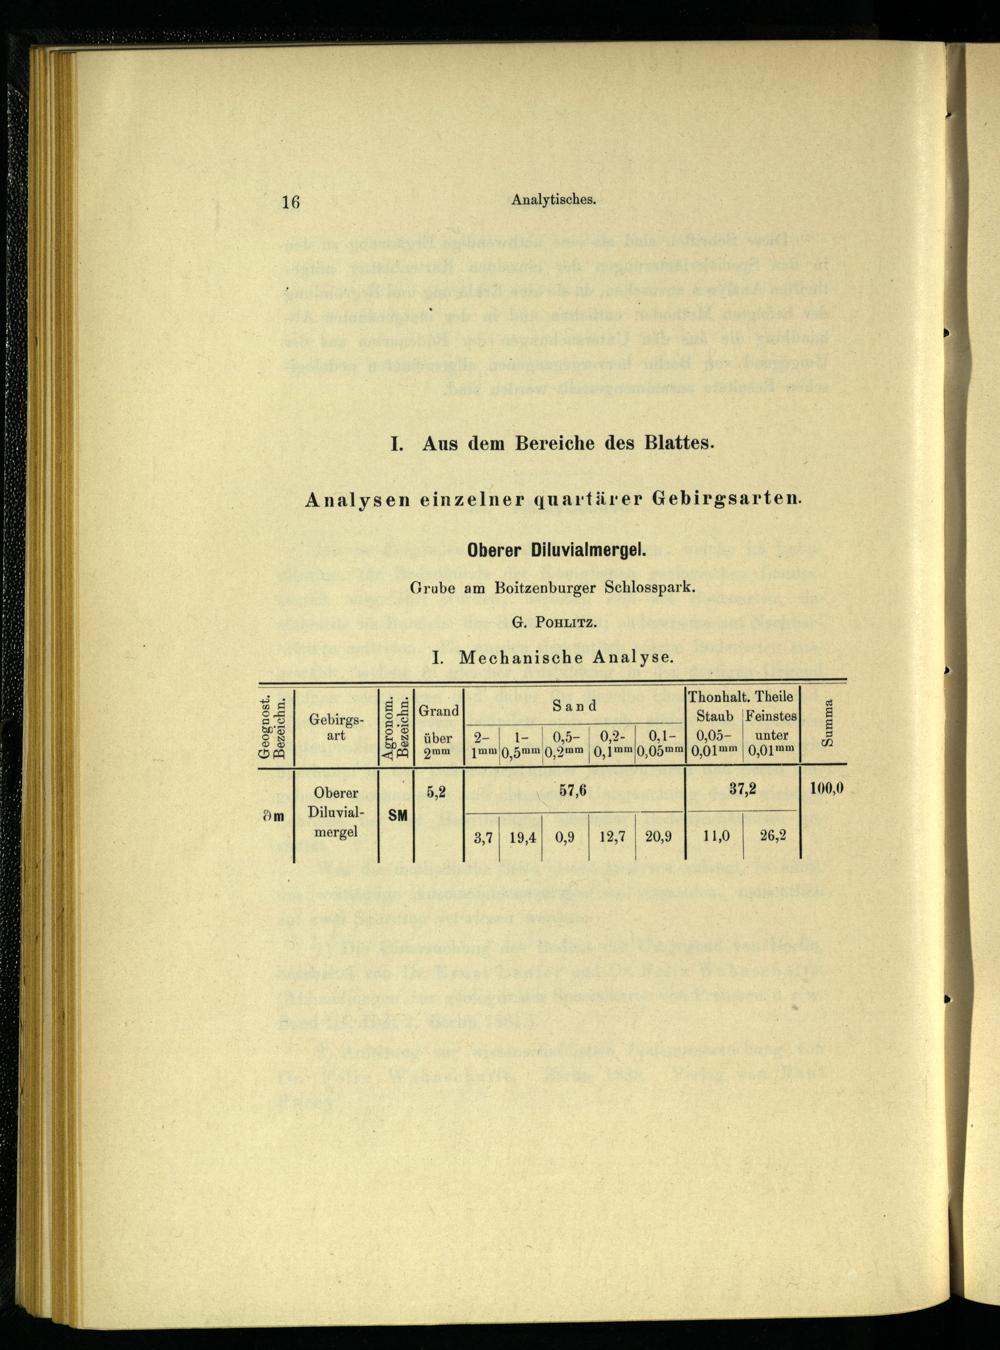 16
Analytisches.
I. Aus dem Bereiche des Blattes.
Analysen einzelner quartärer Gebirgsarten.
Oberer Diluvialmergel.
Grube am Boitzenburger Schlosspark.
G. POHLITZ.
I. Mechanische Analyse.
Geognost. Bezeichn.
Gebirgs-
art
Agronom. Bezeichn.
Grand
über
2mm
Sand
2-
1mm
1-
0,5mm
0,5-
0,2mm
0,2-
0,1mm
0,1-
0,05mm
Thonhalt. Theile
Staub
0,05-
0,01mm
Feinstes
unter
0,01mm
Summa
∂m
Oberer
Diluvial-
mergel
SM
5,2
57,6
37,2
100,0
3,7 19,4 0,9 12,7 20,9 11,0 26,2